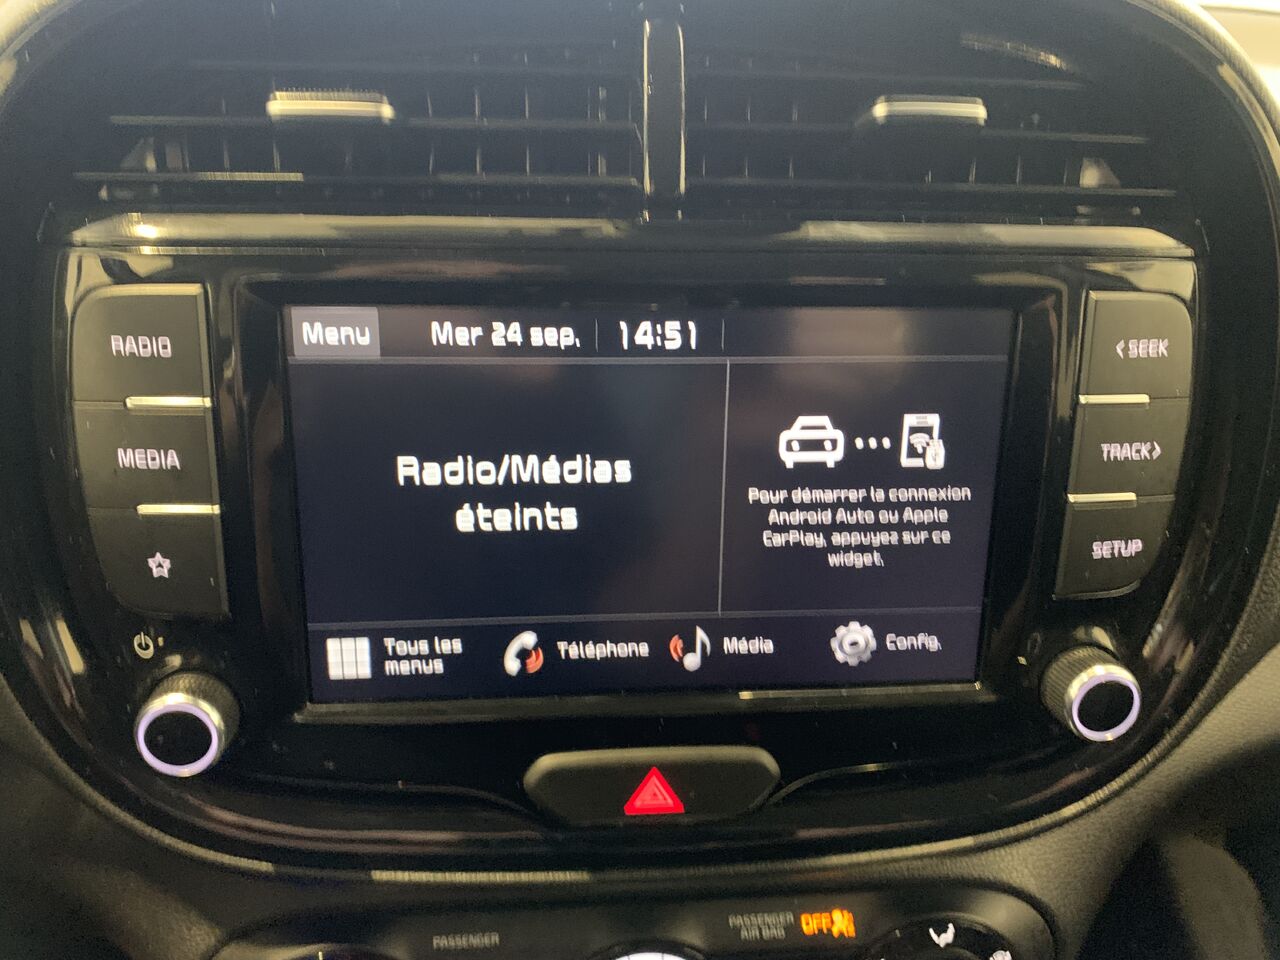 Menu Mer 24 sep. 14:51
RADIO
MEDIA
Radio/Médias
éteints
Pour démarrer la connexion
Android Auto ou Apple
CarPlay, appuyez sur ce
widget.
< SEEK
TRACK >
SETUP
Tous les
menus
Téléphone
Média
Config.
PASSENGER
PASSENGER
AIR BAG
OFF